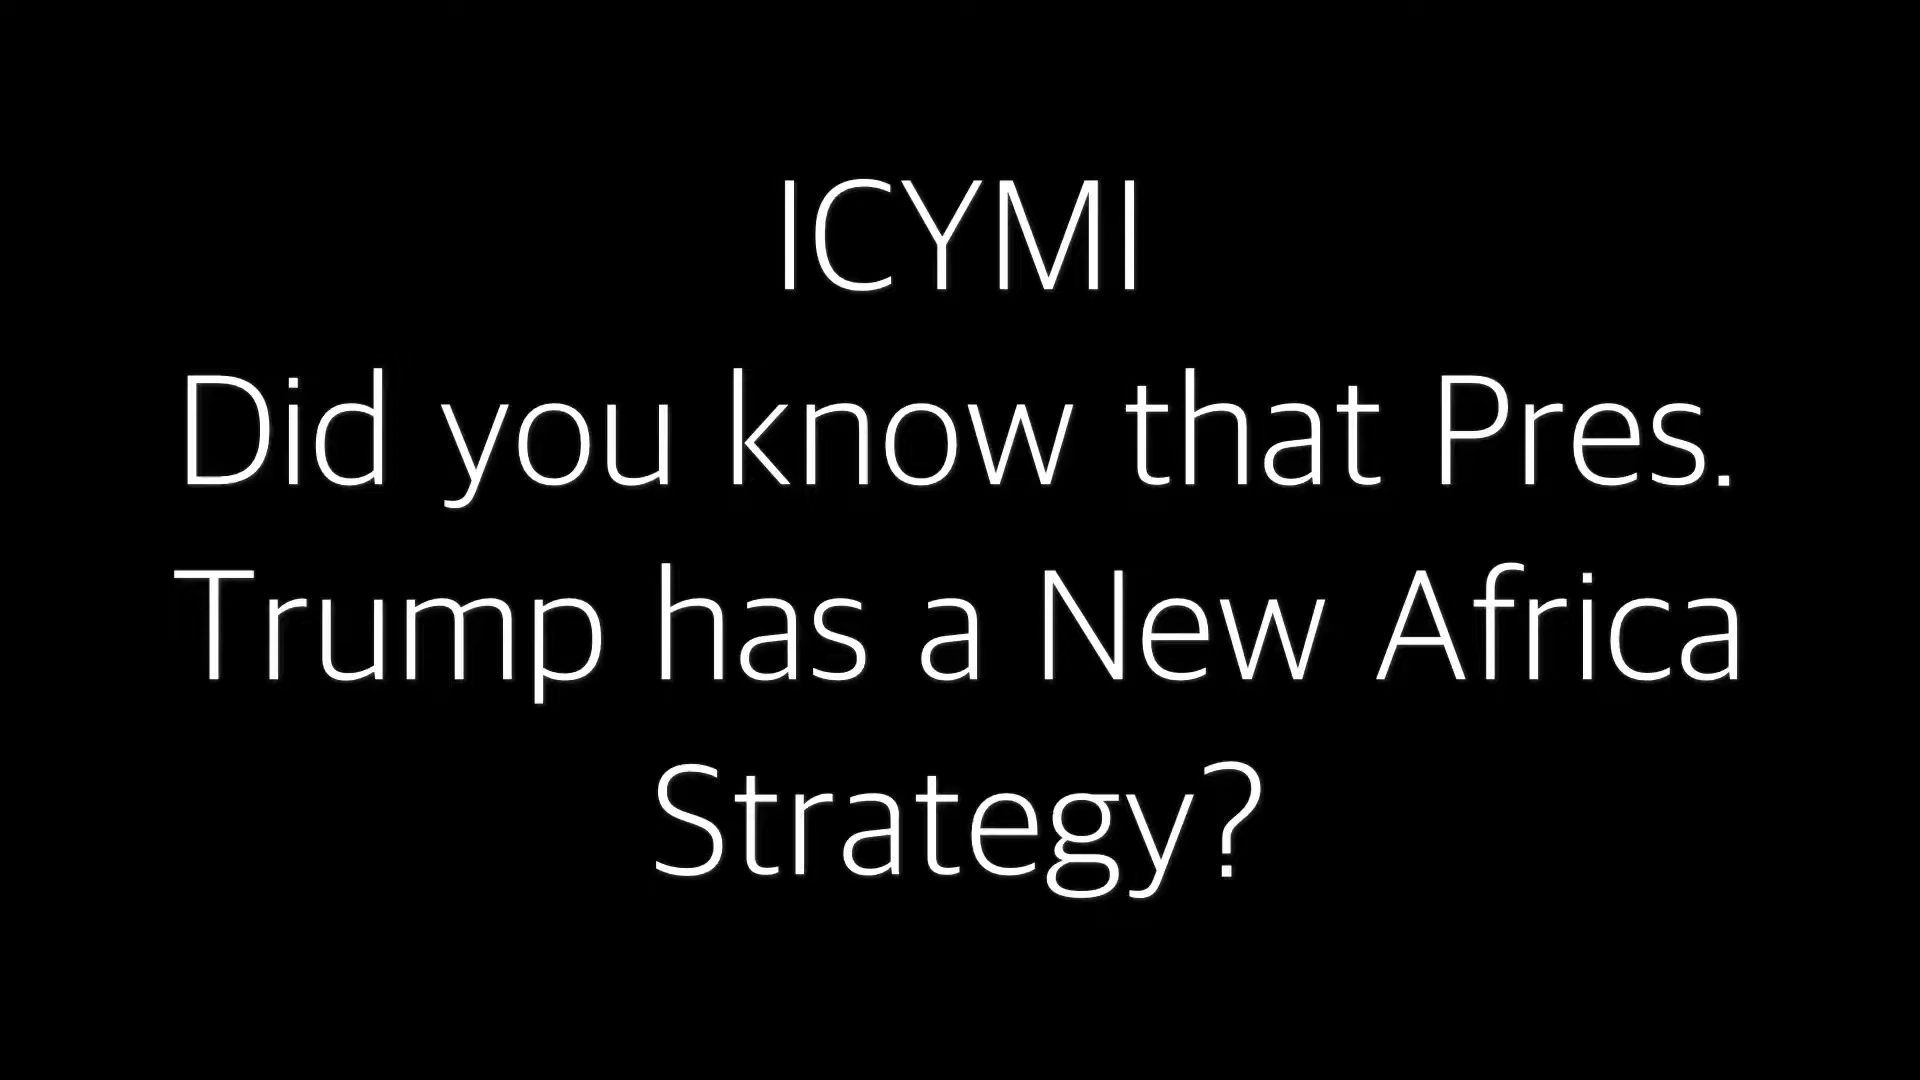 ICYMI
Did you know that Pres.
Trump has a New Africa
Strategy?